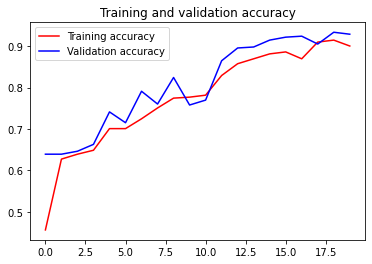 Training and validation accuracy
Training accuracy
Validation accuracy
0.9
0.8
0.7
0.6
0.5
0.0 2.5 5.0 7.5 10.0 12.5 15.0 17.5